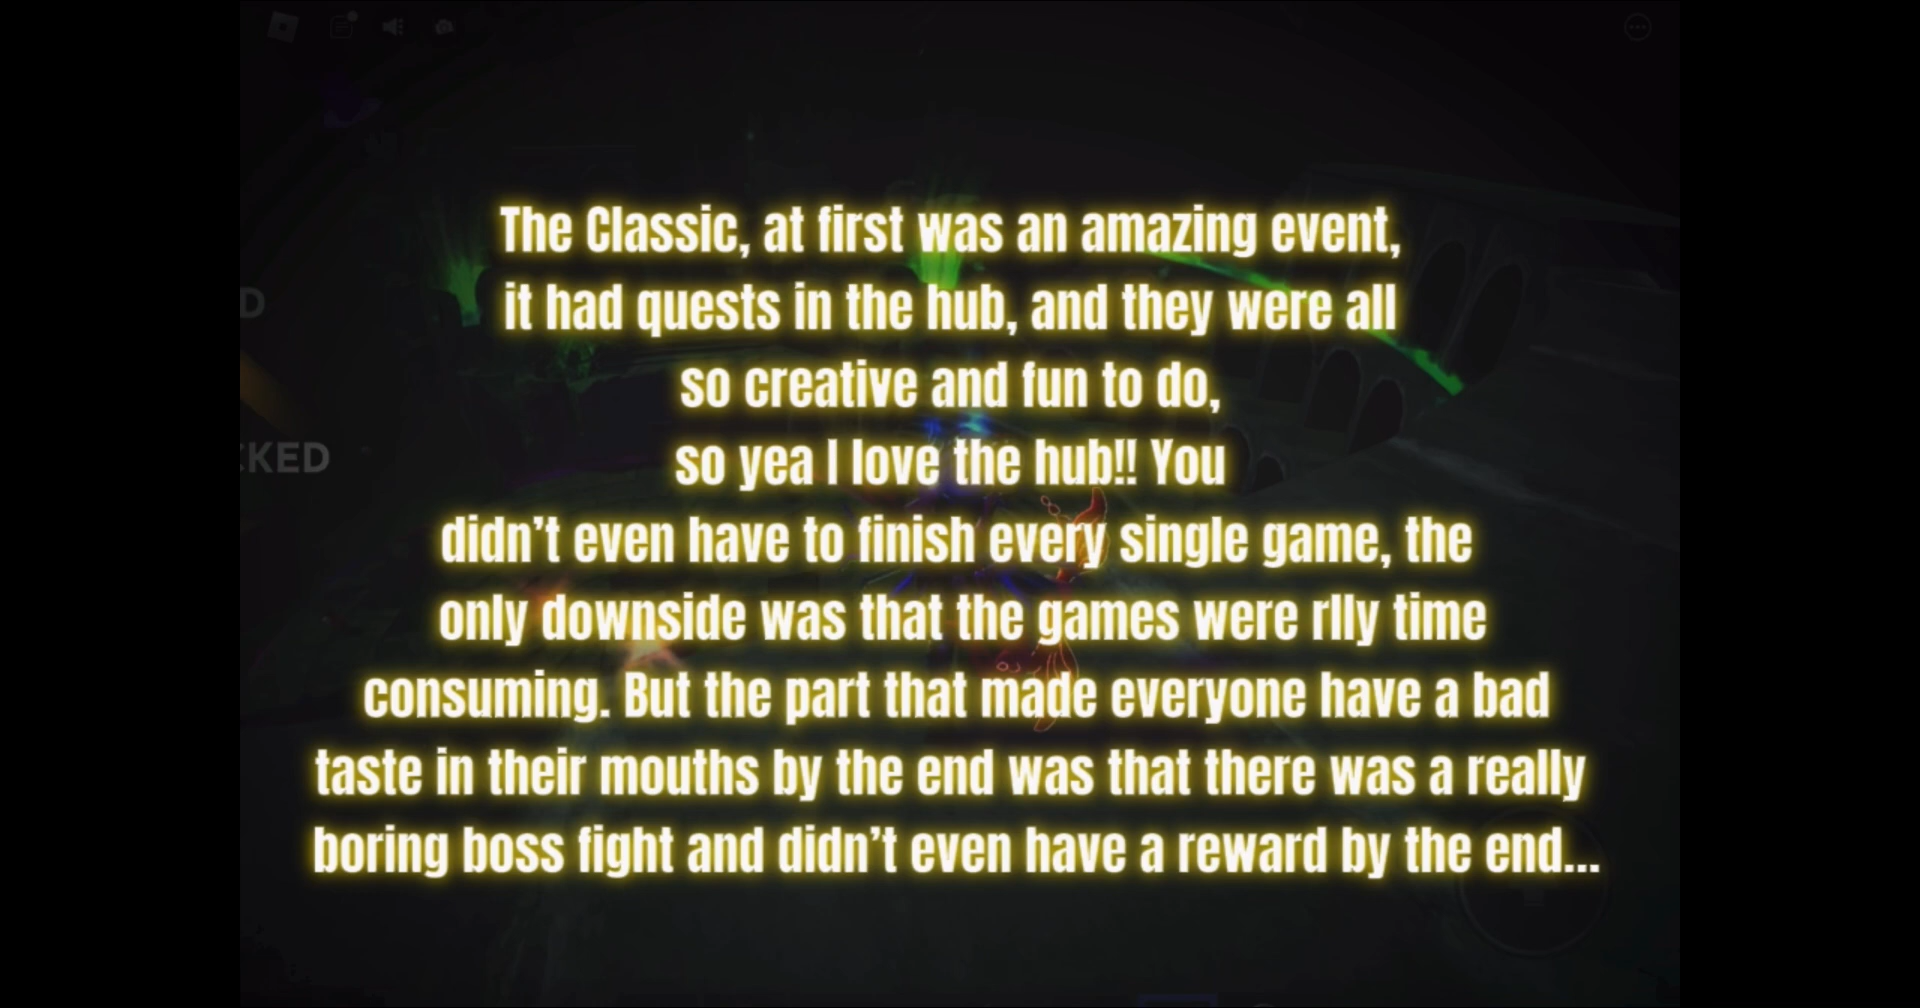 The Classic, at first was an amazing event,
it had quests in the hub, and they were all
so creative and fun to do,
so yea I love the hub!! You
didn’t even have to finish every single game, the
only downside was that the games were rlly time
consuming. But the part that made everyone have a bad
taste in their mouths by the end was that there was a really
boring boss fight and didn’t even have a reward by the end...
D
CKED